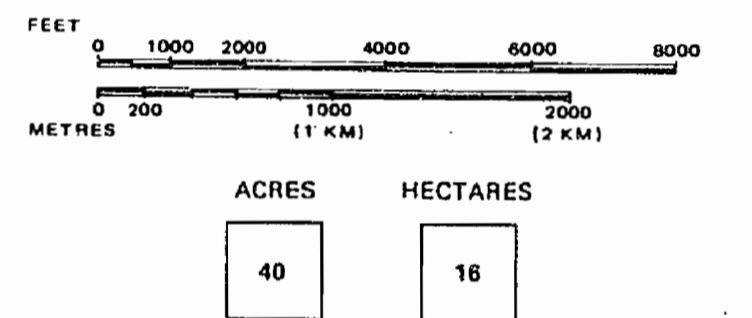 FEET
0 1000 2000 4000 6000 8000
0 200 1000 2000
METRES (1 KM) (2 KM)
ACRES HECTARES
40 16